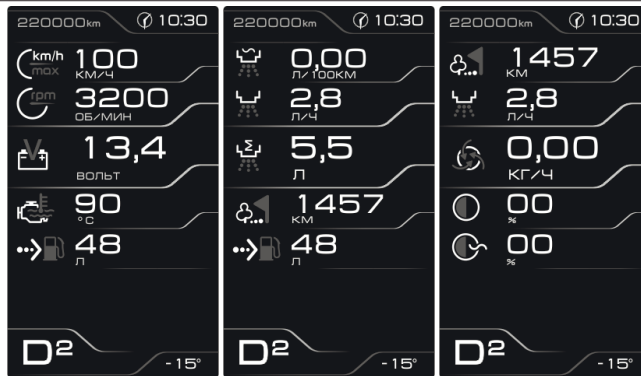 220000km 10:30
km/h
max
100
КМ/Ч
rpm
3200
ОБ/МИН
V
13,4
ВОЛЬТ
90
°С
48
Л
D2
-15°
220000km 10:30
0,00
Л/100КМ
2,8
Л/Ч
Σ
5,5
Л
1457
КМ
48
Л
D2
-15°
220000km 10:30
1457
КМ
2,8
Л/Ч
0,00
КГ/Ч
00
%
00
%
D2
-15°